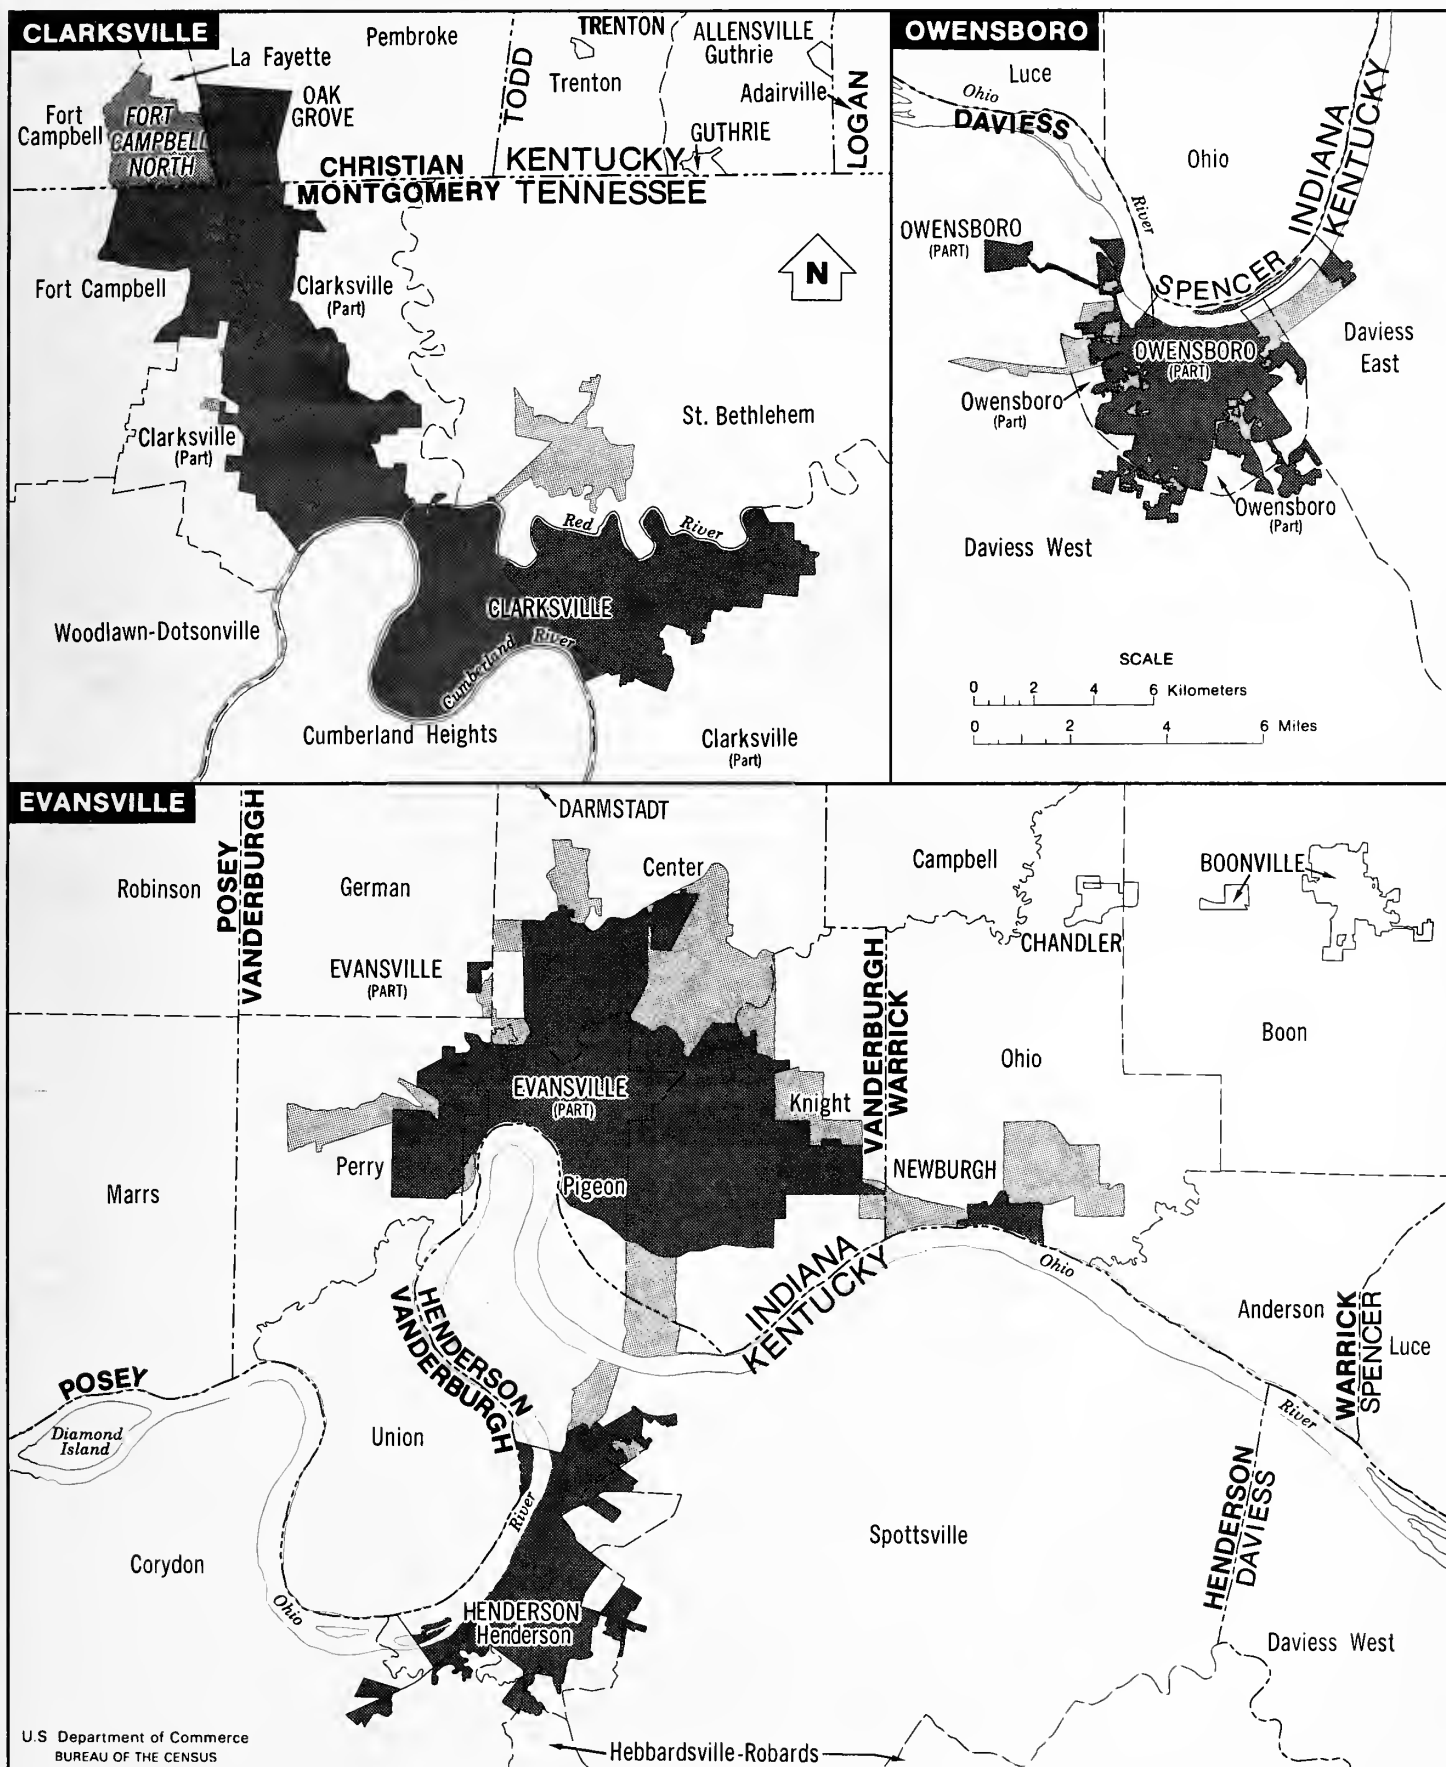 CLARKSVILLE
La Fayette
Pembroke
TRENTON
Trenton
ALLENSVILLE
Guthrie
Adairville
TODD
LOGAN
Fort
Campbell
FORT
CAMPBELL
NORTH
OAK
GROVE
GUTHRIE
CHRISTIAN
KENTUCKY
MONTGOMERY
TENNESSEE
N
Fort Campbell
Clarksville
(Part)
Clarksville
(Part)
St. Bethlehem
Red River
CLARKSVILLE
Cumberland River
Woodlawn-Dotsonville
Cumberland Heights
Clarksville
(Part)
OWENSBORO
Luce
Ohio
River
DAVIESS
Ohio
INDIANA
KENTUCKY
OWENSBORO
(PART)
SPENCER
OWENSBORO
(PART)
Daviess
East
Owensboro
(Part)
Owensboro
(Part)
Daviess West
SCALE
0 2 4 6 Kilometers
0 2 4 6 Miles
EVANSVILLE
POSEY
VANDERBURGH
DARMSTADT
Robinson
German
Center
Campbell
BOONVILLE
CHANDLER
EVANSVILLE
(PART)
VANDERBURGH
WARRICK
Boon
Ohio
EVANSVILLE
(PART)
Knight
Perry
Pigeon
NEWBURGH
Marrs
INDIANA
KENTUCKY
Ohio
River
HENDERSON
VANDERBURGH
Anderson
WARRICK
SPENCER
Luce
POSEY
Diamond
Island
Union
River
Ohio
HENDERSON
DAVIESS
Spottsville
Corydon
HENDERSON
Henderson
Daviess West
Hebbardsville-Robards
U.S Department of Commerce
BUREAU OF THE CENSUS